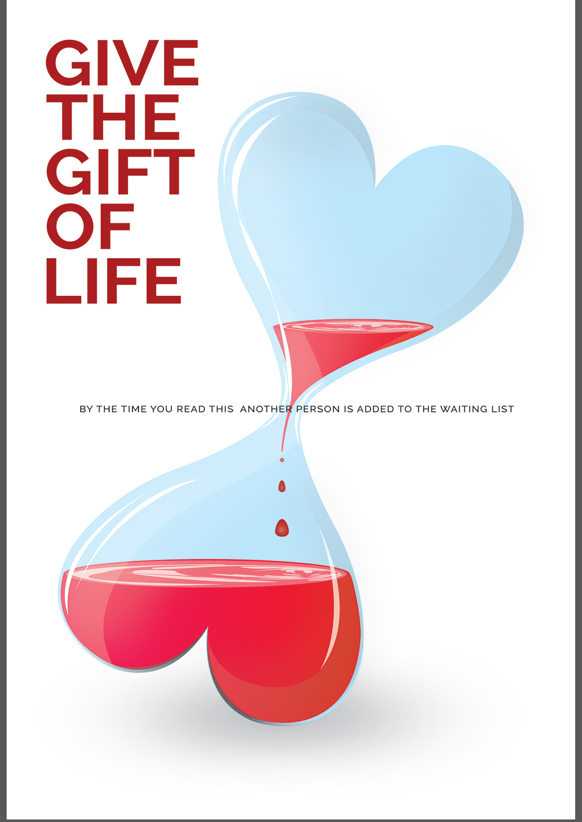 GIVE
THE
GIFT
OF
LIFE
BY THE TIME YOU READ THIS  ANOTHER PERSON IS ADDED TO THE WAITING LIST